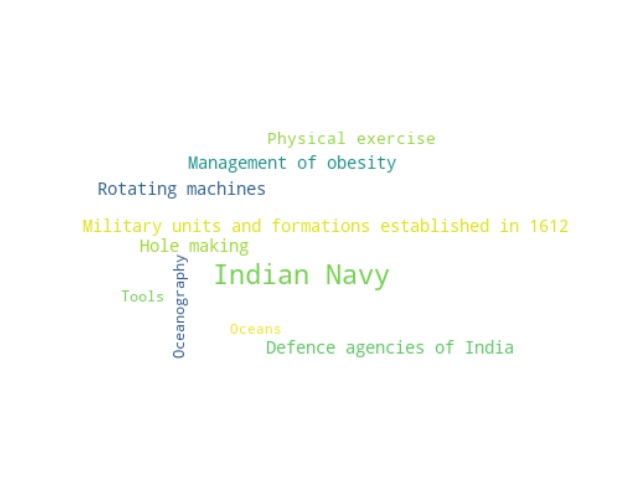 Physical exercise
Management of obesity
Rotating machines
Military units and formations established in 1612
Hole making
Oceanography
Indian Navy
Tools
Oceans
Defence agencies of India